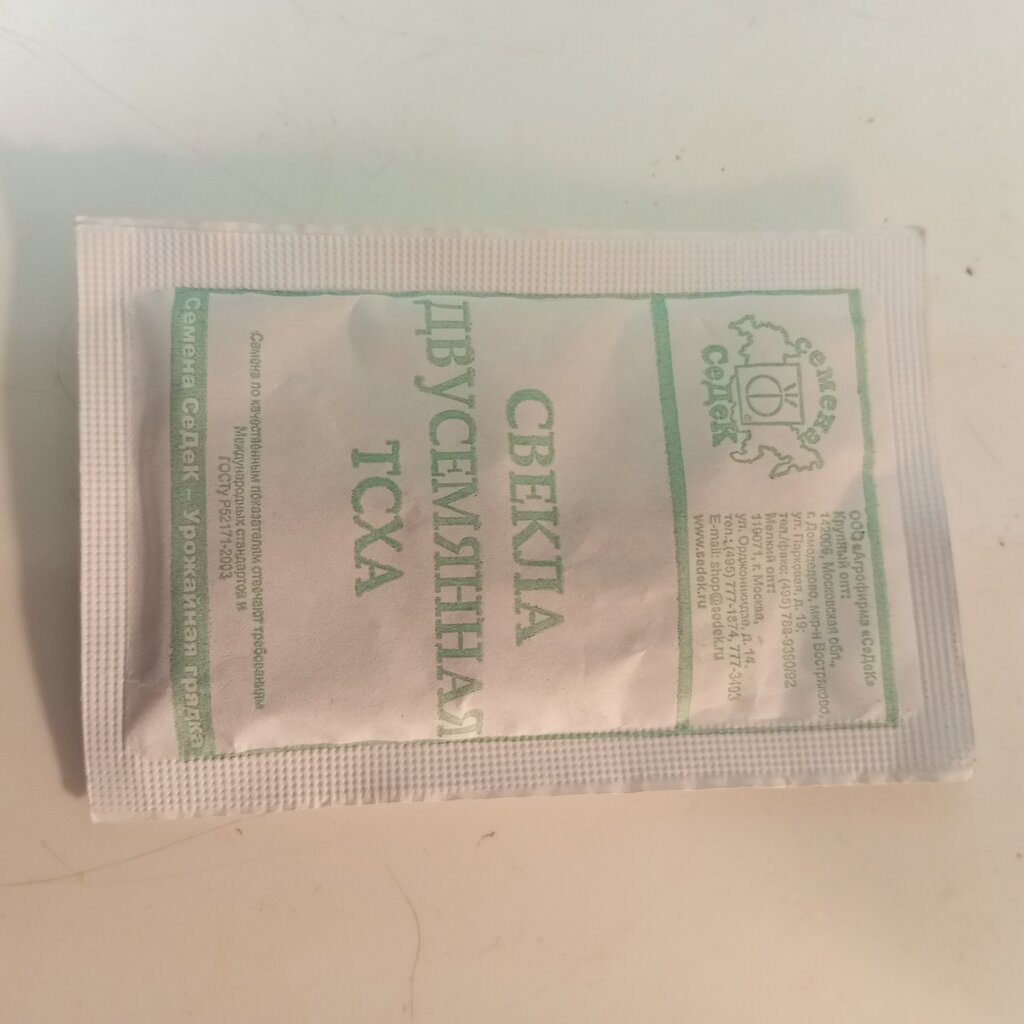 семена
СеДеК
ООО «Агрофирма «СеДеК»
Крупный опт:
142006, Московская обл.,
г. Домодедово, мкр-н Востряково,
ул. Парковая, д. 19;
тел./факс: (495) 788-9390/92
Мелкий опт:
119071, г. Москва,
ул. Орджоникидзе, д. 14.
тел.: (495) 777-1874, 777-3493
E-mail: shop@sedek.ru
www.sedek.ru
СВЕКЛА
ДВУСЕМЯННАЯ
ТСХА
Семена по качественным показателям отвечают требованиям
Международных стандартов и
ГОСТу Р52171-2003
Семена СеДеК – Урожайная грядка